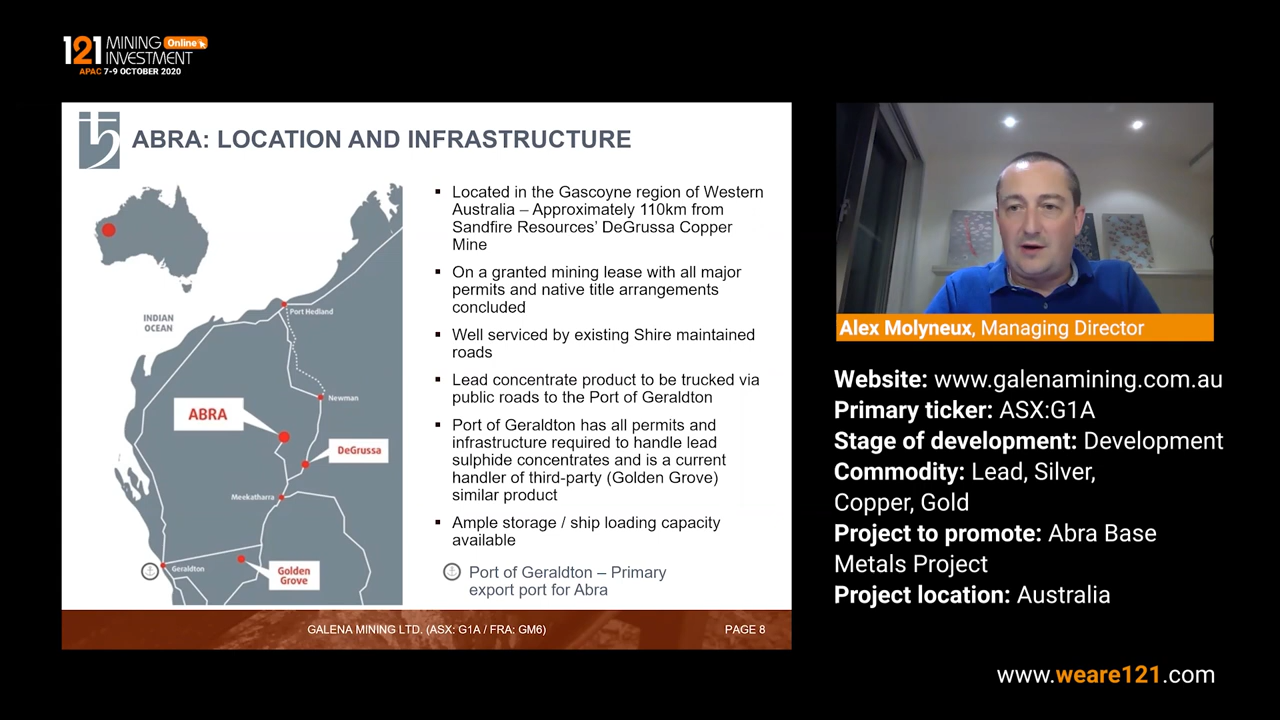 121 MINING Online
INVESTMENT
APAC 7-9 OCTOBER 2020
ABRA: LOCATION AND INFRASTRUCTURE
INDIAN
OCEAN
Port Hedland
Newman
ABRA
DeGrussa
Meekatharra
Geraldton
Golden
Grove
▪ Located in the Gascoyne region of Western
Australia – Approximately 110km from
Sandfire Resources' DeGrussa Copper
Mine
▪ On a granted mining lease with all major
permits and native title arrangements
concluded
▪ Well serviced by existing Shire maintained
roads
▪ Lead concentrate product to be trucked via
public roads to the Port of Geraldton
▪ Port of Geraldton has all permits and
infrastructure required to handle lead
sulphide concentrates and is a current
handler of third-party (Golden Grove)
similar product
▪ Ample storage / ship loading capacity
available
Port of Geraldton – Primary
export port for Abra
GALENA MINING LTD. (ASX: G1A / FRA: GM6)
PAGE 8
Alex Molyneux, Managing Director
Website: www.galenamining.com.au
Primary ticker: ASX:G1A
Stage of development: Development
Commodity: Lead, Silver,
Copper, Gold
Project to promote: Abra Base
Metals Project
Project location: Australia
www.weare121.com